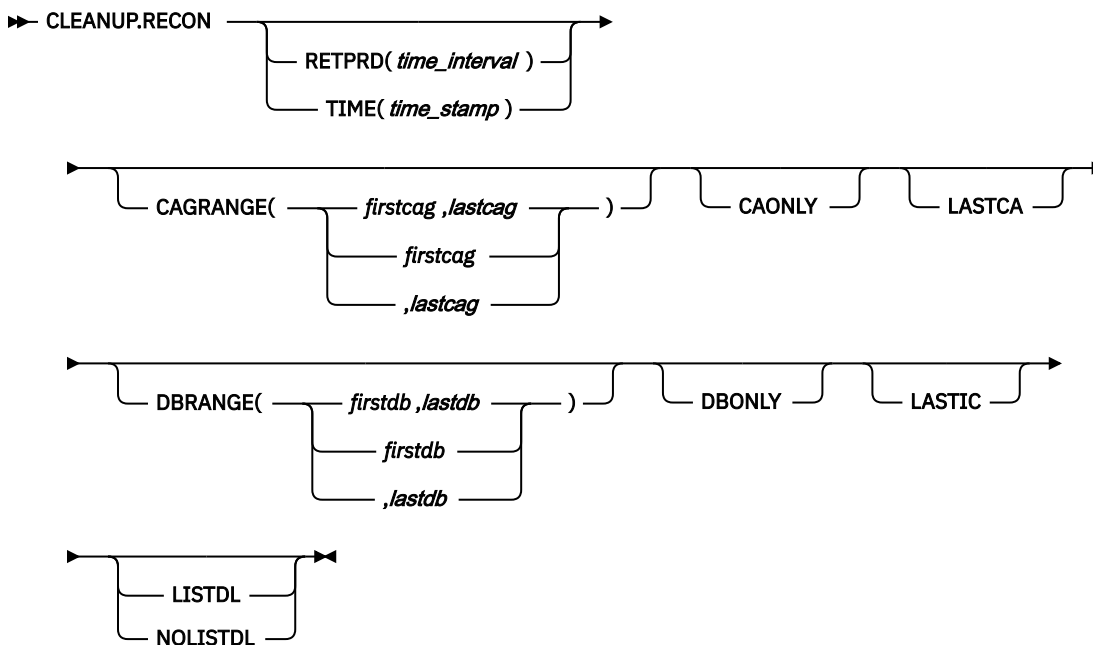 CLEANUP.RECON
RETPRD( time_interval )
TIME( time_stamp )
CAGRANGE( firstcag ,lastcag ) CAONLY LASTCA
firstcag
,lastcag
DBRANGE( firstdb ,lastdb ) DBONLY LASTIC
firstdb
,lastdb
LISTDL
NOLISTDL